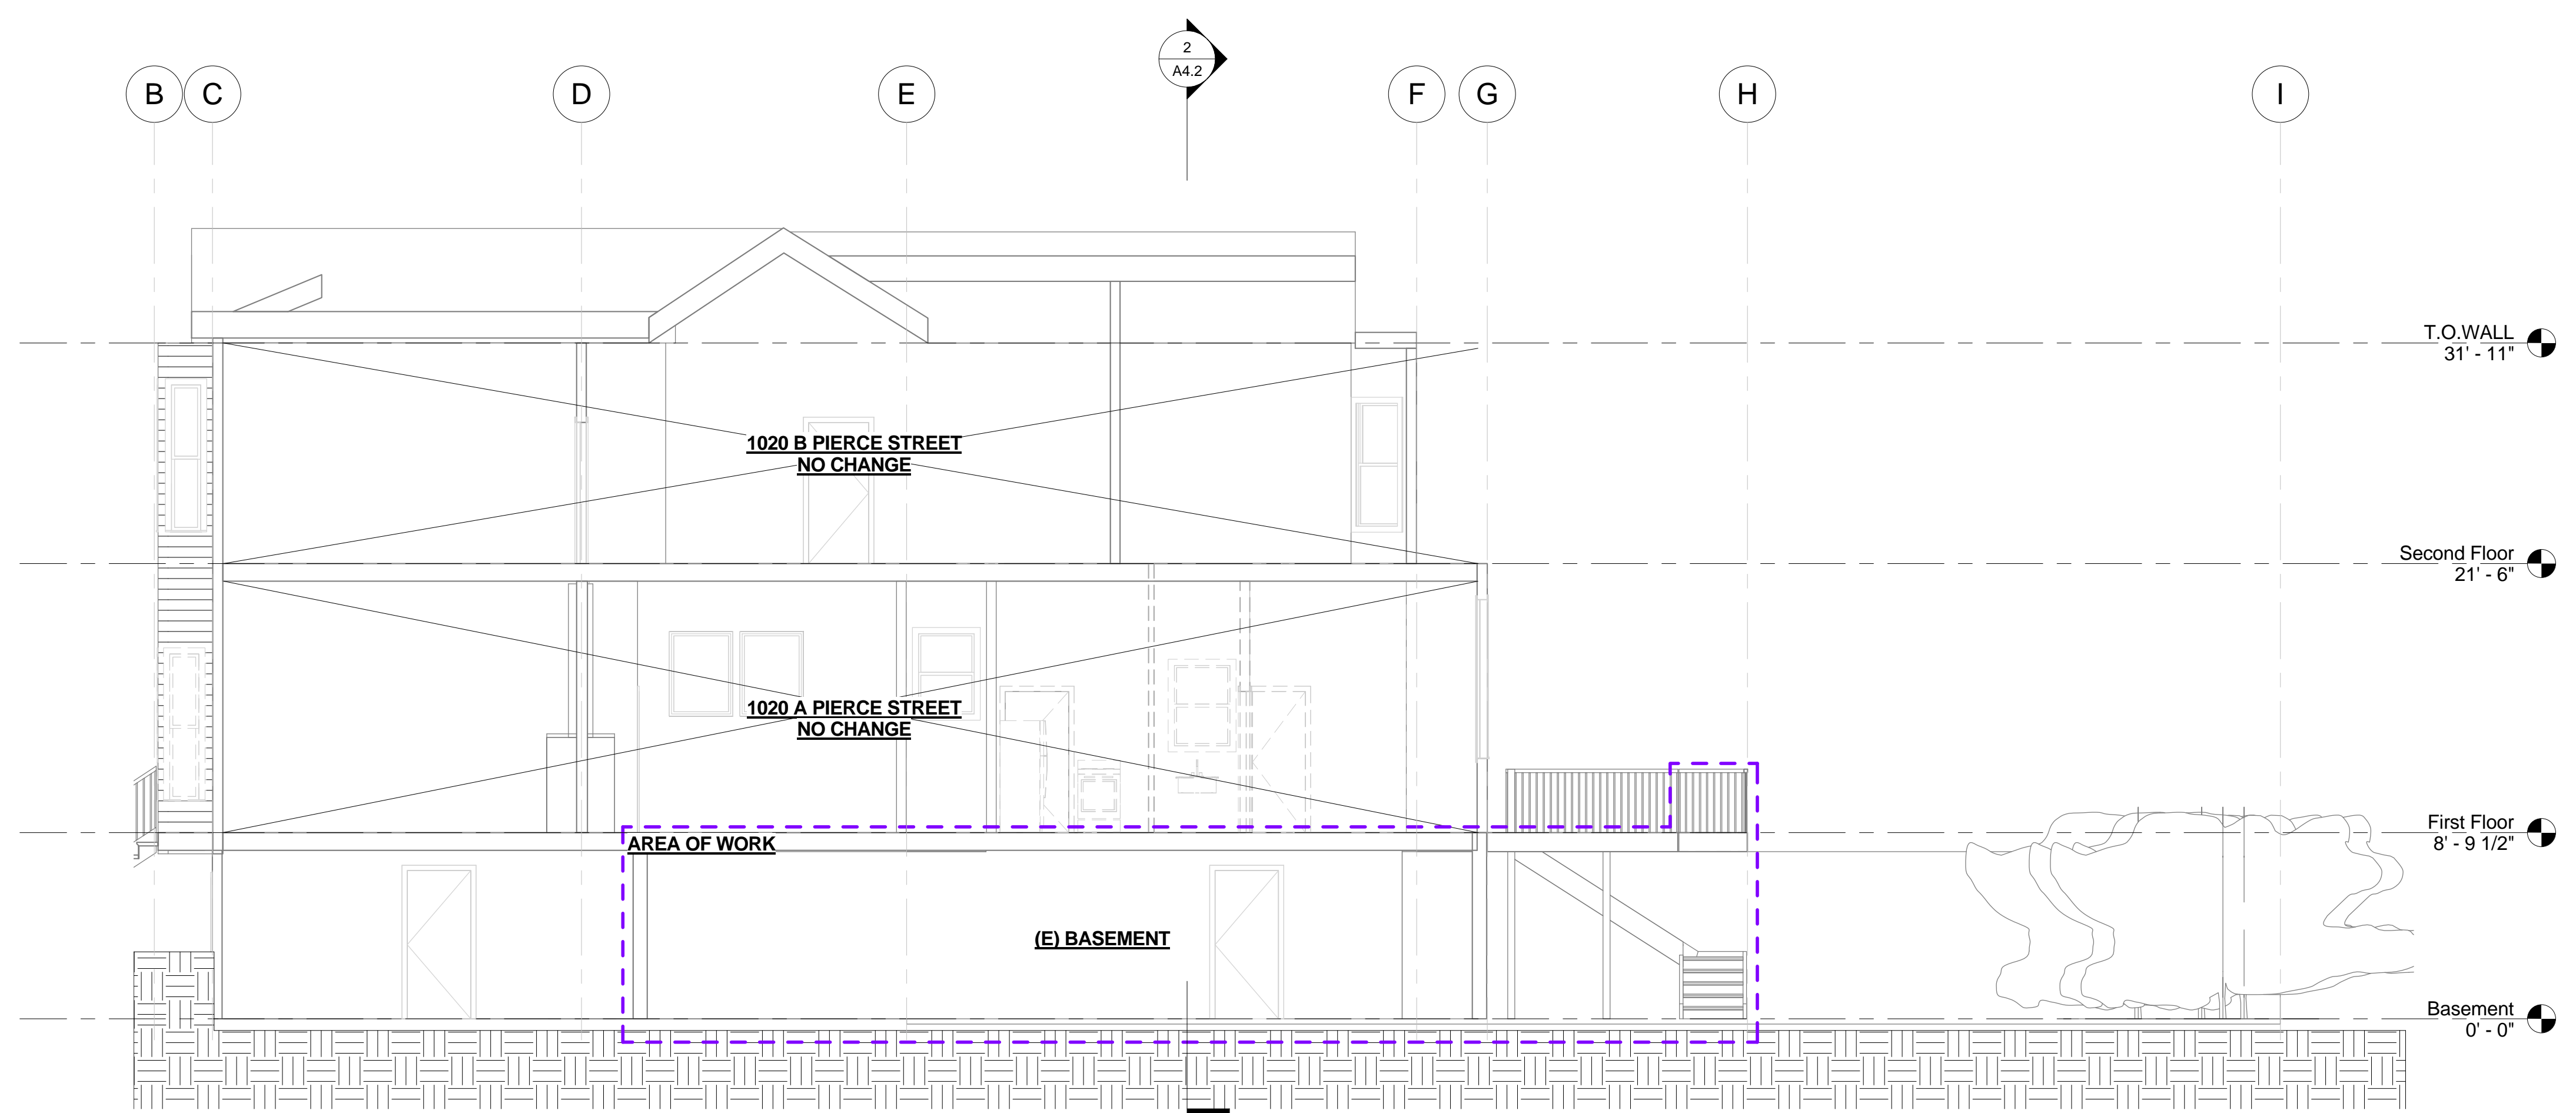 2
A4.2
B C D E F G H I
T.O.WALL
31' - 11"
1020 B PIERCE STREET
NO CHANGE
Second Floor
21' - 6"
1020 A PIERCE STREET
NO CHANGE
First Floor
8' - 9 1/2"
AREA OF WORK
(E) BASEMENT
Basement
0' - 0"